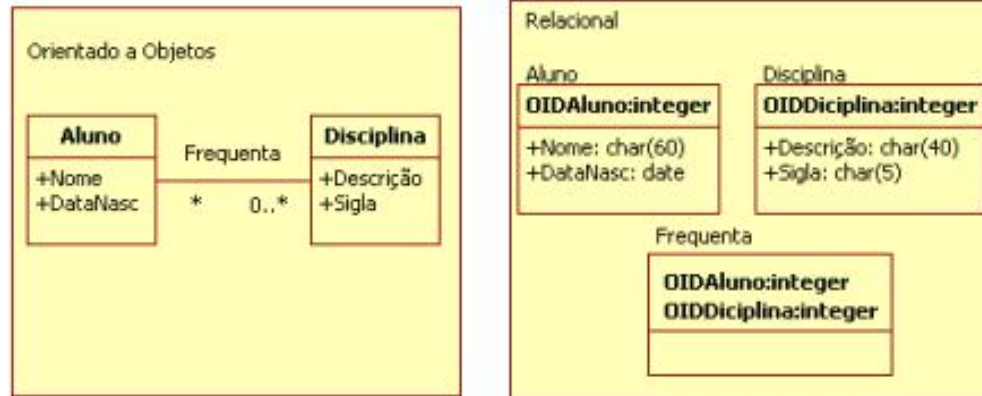 Orientado a Objetos
Aluno
+Nome
+DataNasc
Frequenta
*
0..*
Disciplina
+Descrição
+Sigla
Relacional
Aluno
OIDAluno:integer
+Nome: char(60)
+DataNasc: date
Disciplina
OIDDiciplina:integer
+Descrição: char(40)
+Sigla: char(5)
Frequenta
OIDAluno:integer
OIDDiciplina:integer